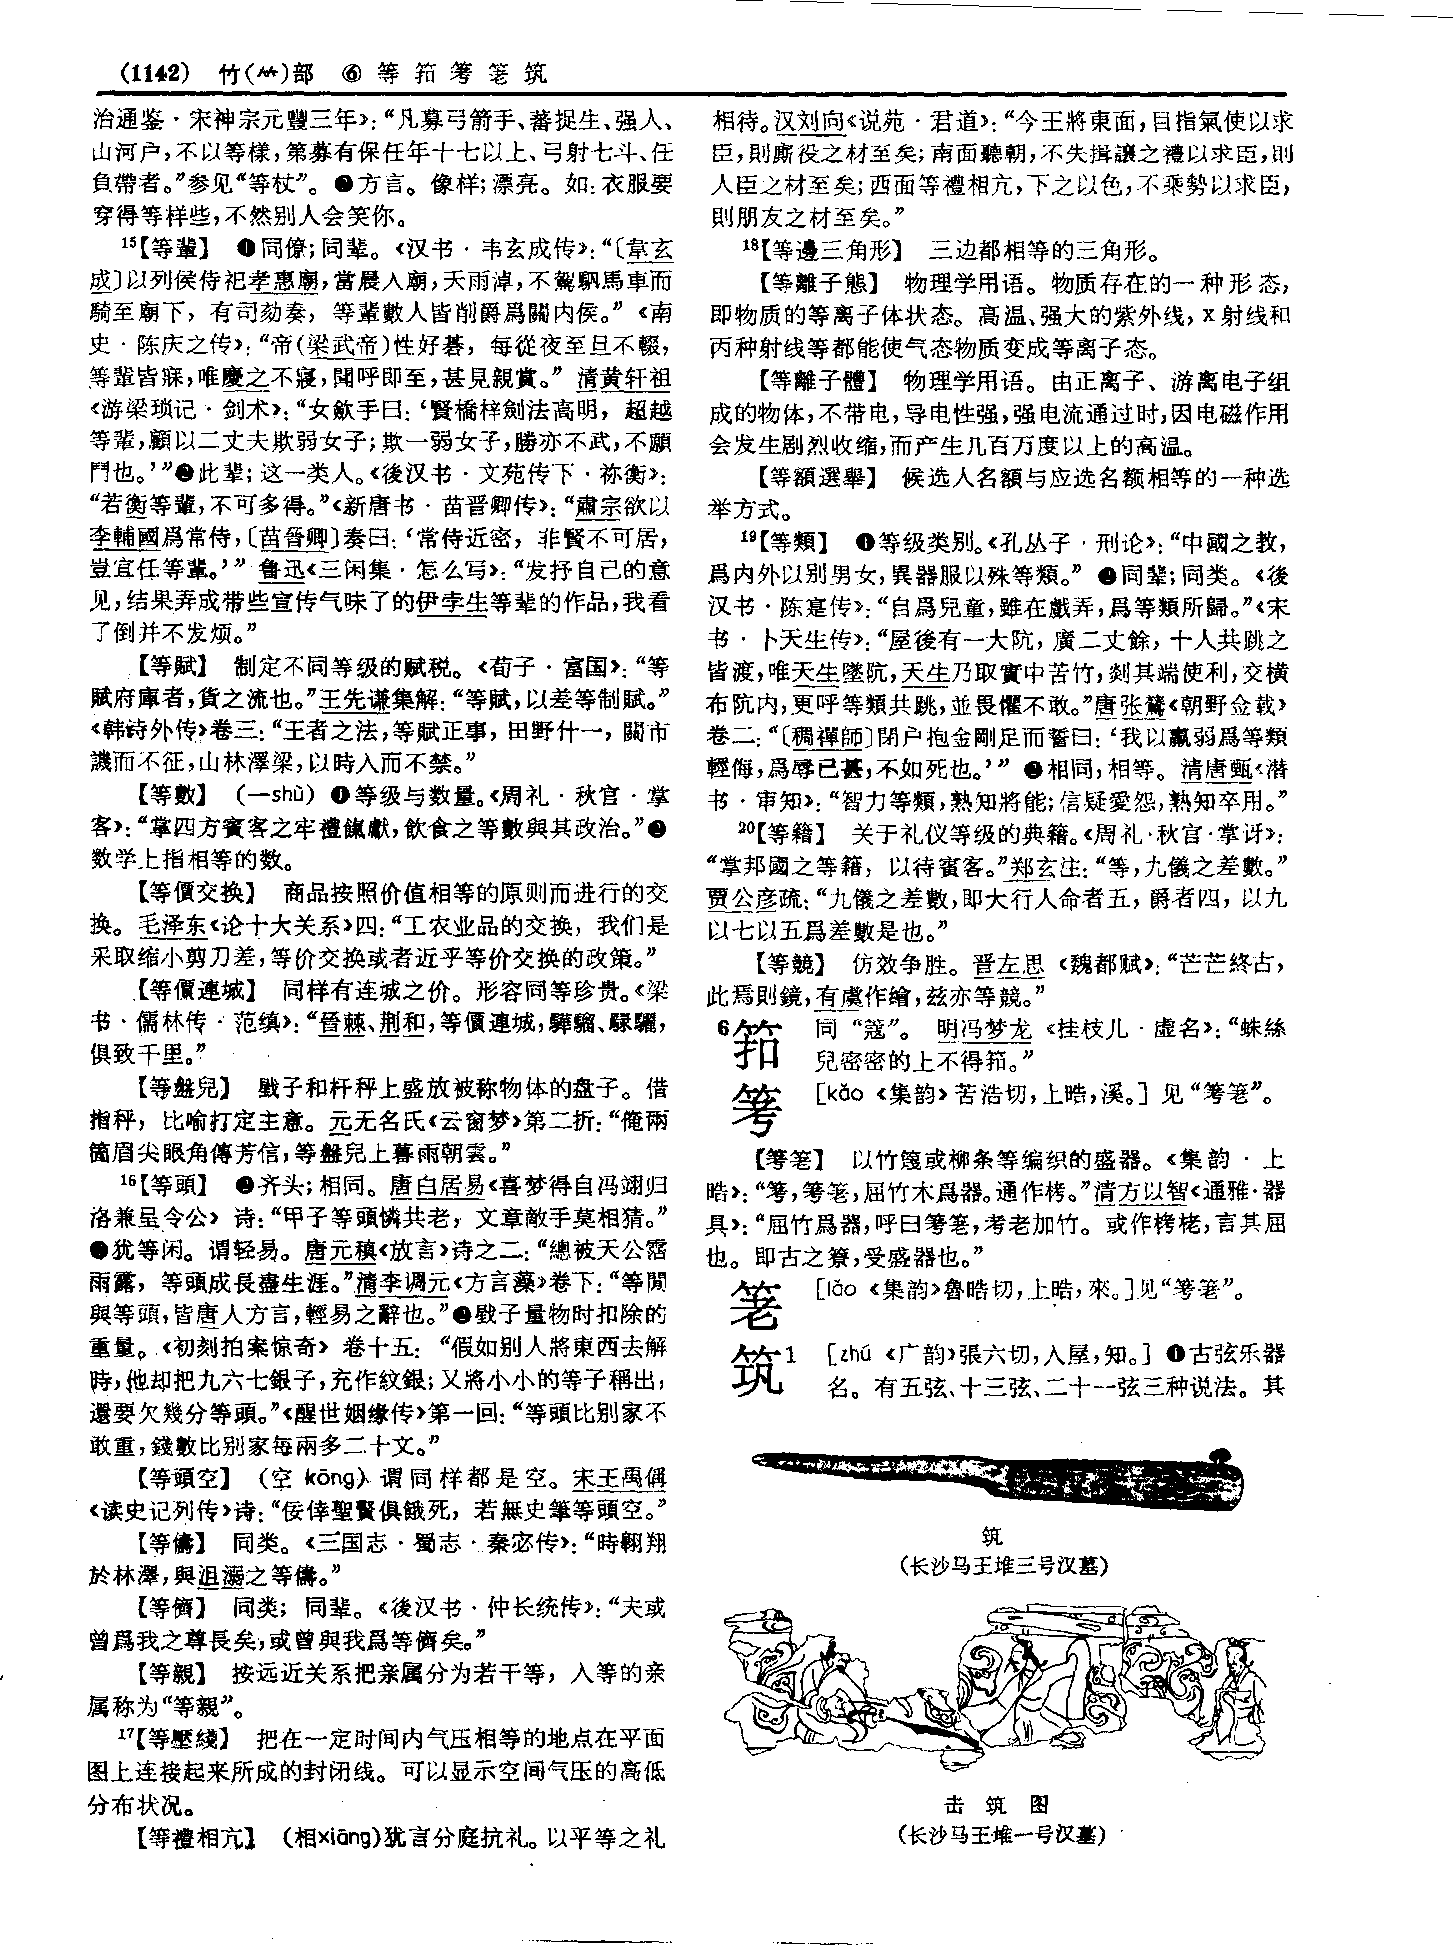 (1142) 竹(⺮)部 ⑥ 等筘䇢䇭筑
治通鉴·宋神宗元豐三年》：“凡募弓箭手、蕃捉生、强人、
山河户，不以等樣，第募有保任年十七以上、弓射七斗、任
負帶者。”参见“等杖”。❷方言。像样；漂亮。如：衣服要
穿得等样些，不然别人会笑你。
15【等輩】 ❶同僚；同辈。《汉书·韦玄成传》：“〔韋玄
成〕以列侯侍祀孝惠廟，當晨入廟，天雨淖，不駕駟馬車而
騎至廟下，有司劾奏，等輩數人皆削爵爲關内侯。”《南
史·陈庆之传》：“帝(梁武帝)性好碁，每從夜至旦不輟，
等輩皆寐，唯慶之不寢，聞呼即至，甚見親賞。” 清黄轩祖
《游梁琐记·剑术》：“女歛手曰：‘賢橋梓劍法高明，超越
等輩，顧以二丈夫欺弱女子；欺一弱女子，勝亦不武，不願
鬥也。’”❷此辈；这一类人。《後汉书·文苑传下·祢衡》：
“若衡等輩，不可多得。”《新唐书·苗晋卿传》：“肅宗欲以
李輔國爲常侍，〔苗晉卿〕奏曰：‘常侍近密，非賢不可居，
豈宜任等輩。’” 鲁迅《三闲集·怎么写》：“发抒自己的意
见，结果弄成带些宣传气味了的伊孛生等辈的作品，我看
了倒并不发烦。”
【等賦】 制定不同等级的赋税。《荀子·富国》：“等
賦府庫者，貨之流也。”王先谦集解：“等賦，以差等制賦。”
《韩诗外传》卷三：“王者之法，等賦正事，田野什一，關市
譏而不征，山林澤梁，以時入而不禁。”
【等數】 (—shù) ❶等级与数量。《周礼·秋官·掌
客》：“掌四方賓客之牢禮餼獻，飲食之等數與其政治。”❷
数学上指相等的数。
【等價交换】 商品按照价值相等的原则而进行的交
换。毛泽东《论十大关系》四：“工农业品的交换，我们是
采取缩小剪刀差，等价交换或者近乎等价交换的政策。”
【等價連城】 同样有连城之价。形容同等珍贵。《梁
书·儒林传·范缜》：“晉棘、荆和，等價連城，驊騮、騄驪，
俱致千里。”
【等盤兒】 戥子和杆秤上盛放被称物体的盘子。借
指秤，比喻打定主意。元无名氏《云窗梦》第二折：“俺兩
箇眉尖眼角傳芳信，等盤兒上暮雨朝雲。”
16【等頭】 ❶齐头；相同。唐白居易《喜梦得自冯翊归
洛兼呈令公》诗：“甲子等頭憐共老，文章敵手莫相猜。”
❷犹等闲。谓轻易。唐元稹《放言》诗之二：“總被天公霑
雨露，等頭成長盡生涯。”清李调元《方言藻》卷下：“等閒
與等頭，皆唐人方言，輕易之辭也。”❸戥子量物时扣除的
重量。《初刻拍案惊奇》卷十五：“假如别人將東西去解
時，他却把九六七銀子，充作紋銀；又將小小的等子稱出，
還要欠幾分等頭。”《醒世姻缘传》第一回：“等頭比别家不
敢重，錢數比别家每兩多二十文。”
【等頭空】 (空 kōng) 谓同样都是空。宋王禹偁
《读史记列传》诗：“佞倖聖賢俱餓死，若無史筆等頭空。”
【等儔】 同类。《三国志·蜀志·秦宓传》：“時翱翔
於林澤，與沮溺之等儔。”
【等儕】 同类；同辈。《後汉书·仲长统传》：“夫或
曾爲我之尊長矣，或曾與我爲等儕矣。”
【等親】 按远近关系把亲属分为若干等，入等的亲
属称为“等親”。
17【等壓綫】 把在一定时间内气压相等的地点在平面
图上连接起来所成的封闭线。可以显示空间气压的高低
分布状况。
【等禮相亢】 (相xiāng)犹言分庭抗礼。以平等之礼
相待。汉刘向《说苑·君道》：“今王將東面，目指氣使以求
臣，則廝役之材至矣；南面聽朝，不失揖讓之禮以求臣，則
人臣之材至矣；西面等禮相亢，下之以色，不乘勢以求臣，
則朋友之材至矣。”
18【等邊三角形】 三边都相等的三角形。
【等離子態】 物理学用语。物质存在的一种形态，
即物质的等离子体状态。高温、强大的紫外线，x射线和
丙种射线等都能使气态物质变成等离子态。
【等離子體】 物理学用语。由正离子、游离电子组
成的物体，不带电，导电性强，强电流通过时，因电磁作用
会发生剧烈收缩，而产生几百万度以上的高温。
【等額選舉】 候选人名额与应选名额相等的一种选
举方式。
19【等類】 ❶等级类别。《孔丛子·刑论》：“中國之教，
爲内外以别男女，異器服以殊等類。” ❷同辈；同类。《後
汉书·陈寔传》：“自爲兒童，雖在戲弄，爲等類所歸。”《宋
书·卜天生传》：“屋後有一大阬，廣二丈餘，十人共跳之
皆渡，唯天生墜阬，天生乃取實中苦竹，剡其端使利，交横
布阬内，更呼等類共跳，並畏懼不敢。”唐张鷟《朝野佥载》
卷二：“〔稠禪師〕閉户抱金剛足而誓曰：‘我以羸弱爲等類
輕侮，爲辱已甚，不如死也。’” ❸相同，相等。清唐甄《潜
书·审知》：“智力等類，熟知將能；信疑愛怨，熟知卒用。”
20【等籍】 关于礼仪等级的典籍。《周礼·秋官·掌讶》：
“掌邦國之等籍，以待賓客。”郑玄注：“等，九儀之差數。”
贾公彦疏：“九儀之差數，即大行人命者五，爵者四，以九
以七以五爲差數是也。”
【等競】 仿效争胜。晋左思《魏都赋》：“芒芒終古，
此焉則鏡，有虞作繪，兹亦等競。”
6筘 同“蔻”。明冯梦龙《挂枝儿·虚名》：“蛛絲
兒密密的上不得筘。”
䇢 [kǎo 《集韵》苦浩切，上晧，溪。] 见“䇢䇭”。
【䇢䇭】 以竹篾或柳条等编织的盛器。《集韵·上
晧》：“䇢，䇢䇭，屈竹木爲器。通作栲。”清方以智《通雅·器
具》：“屈竹爲器，呼曰䇢䇭，考老加竹。或作栲栳，言其屈
也。即古之簝，受盛器也。”
䇭 [lǎo 《集韵》魯晧切，上晧，來。]见“䇢䇭”。
筑1 [zhú 《广韵》張六切，入屋，知。] ❶古弦乐器
名。有五弦、十三弦、二十一弦三种说法。其
筑
(长沙马王堆三号汉墓)
击筑图
(长沙马王堆一号汉墓)